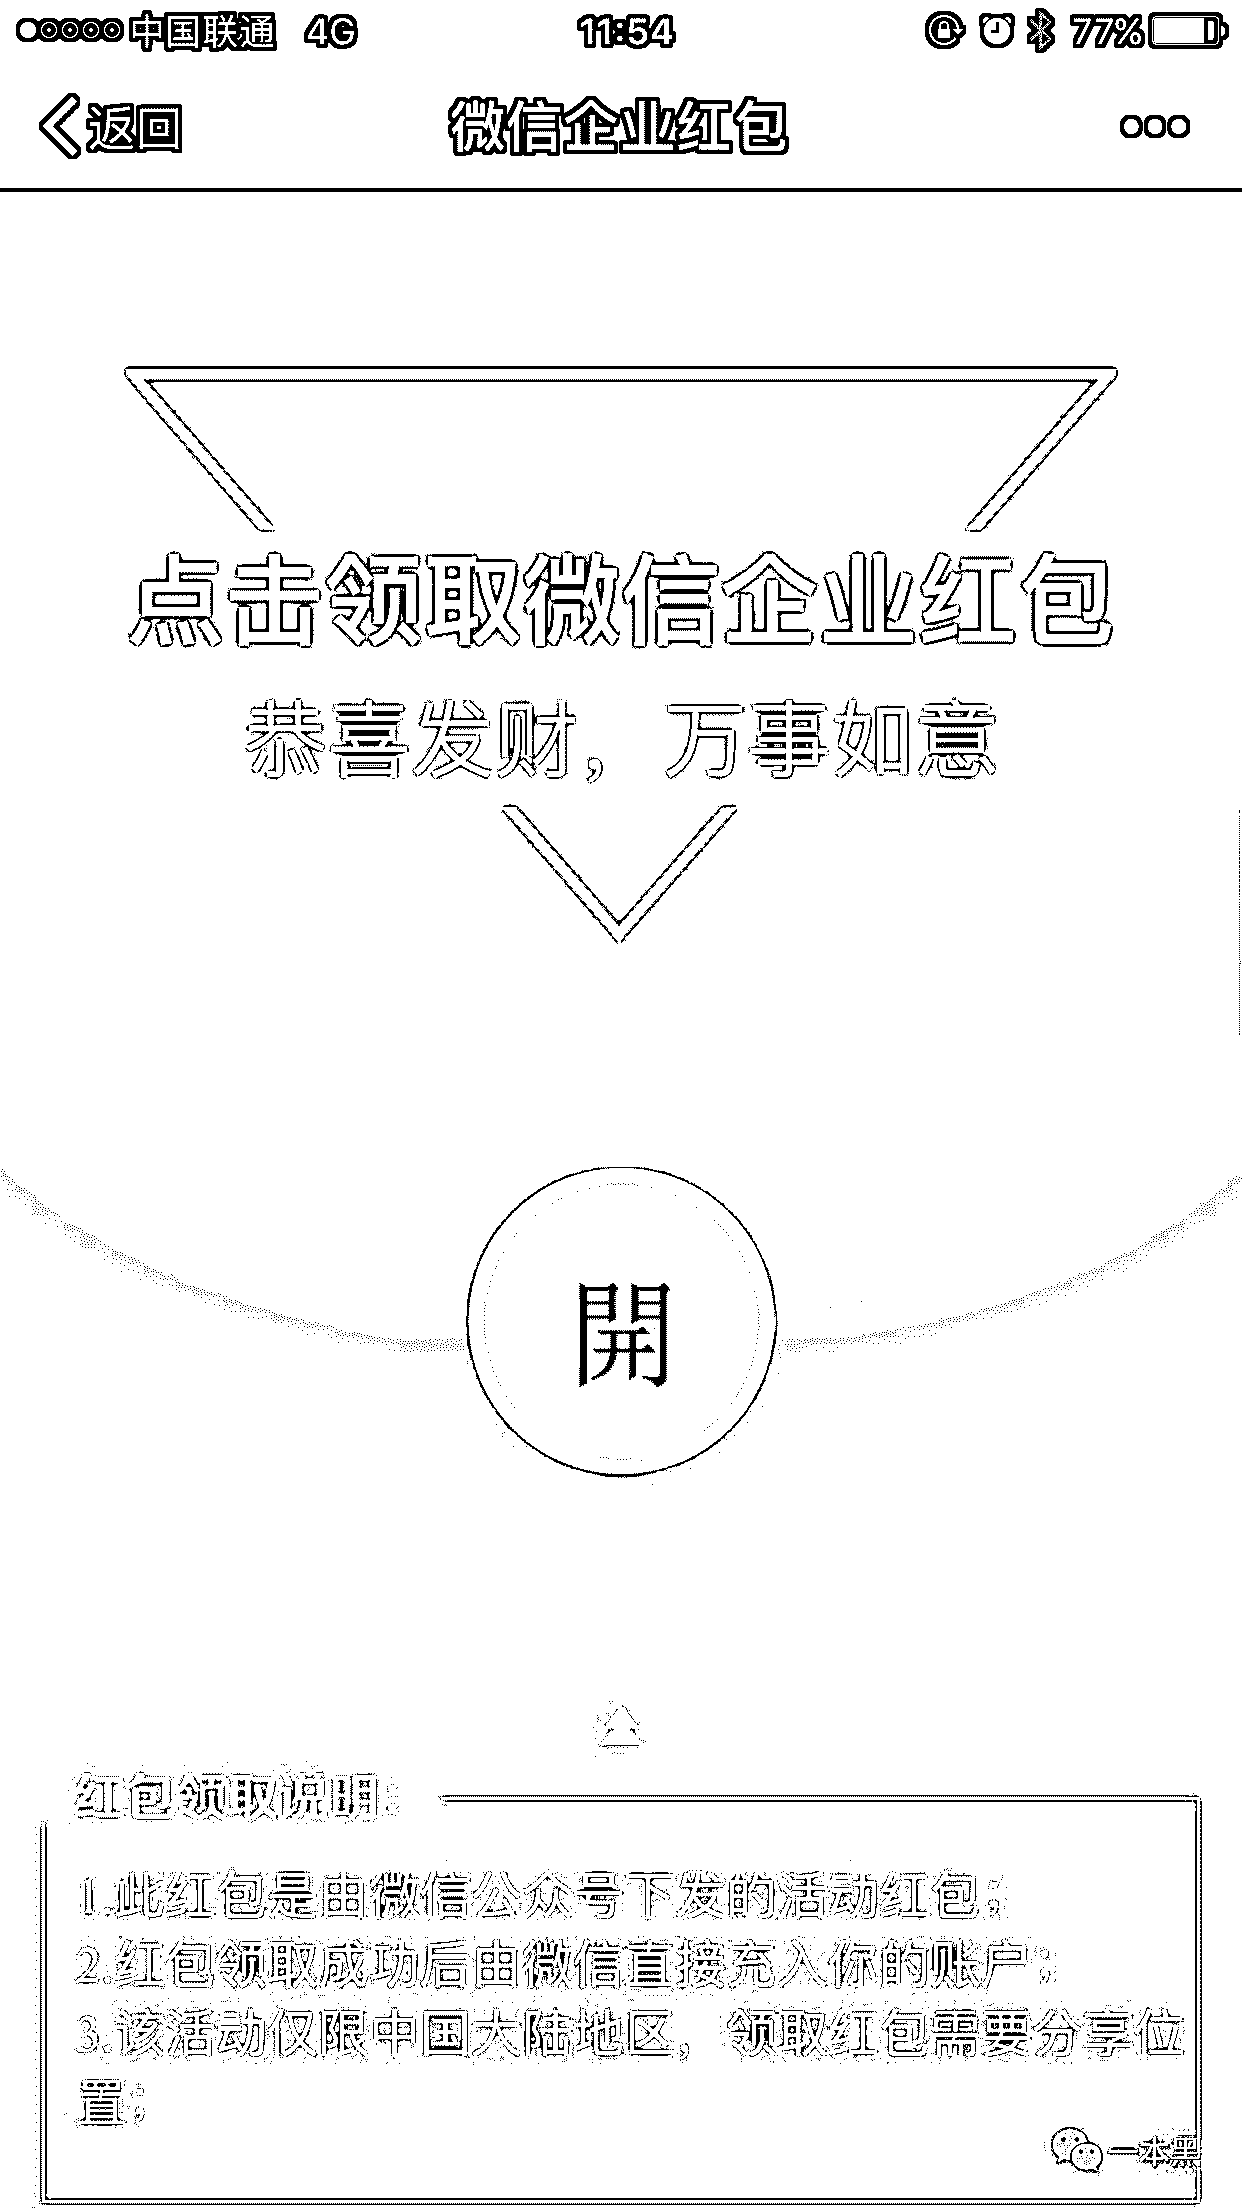 中国联通 4G 11:54 77%
返回 微信企业红包
点击领取微信企业红包
恭喜发财，万事如意
開
红包领取说明：
1.此红包是由微信公众号下发的活动红包；
2.红包领取成功后由微信直接充入你的账户；
3.该活动仅限中国大陆地区，领取红包需要分享位
置；
一本黑